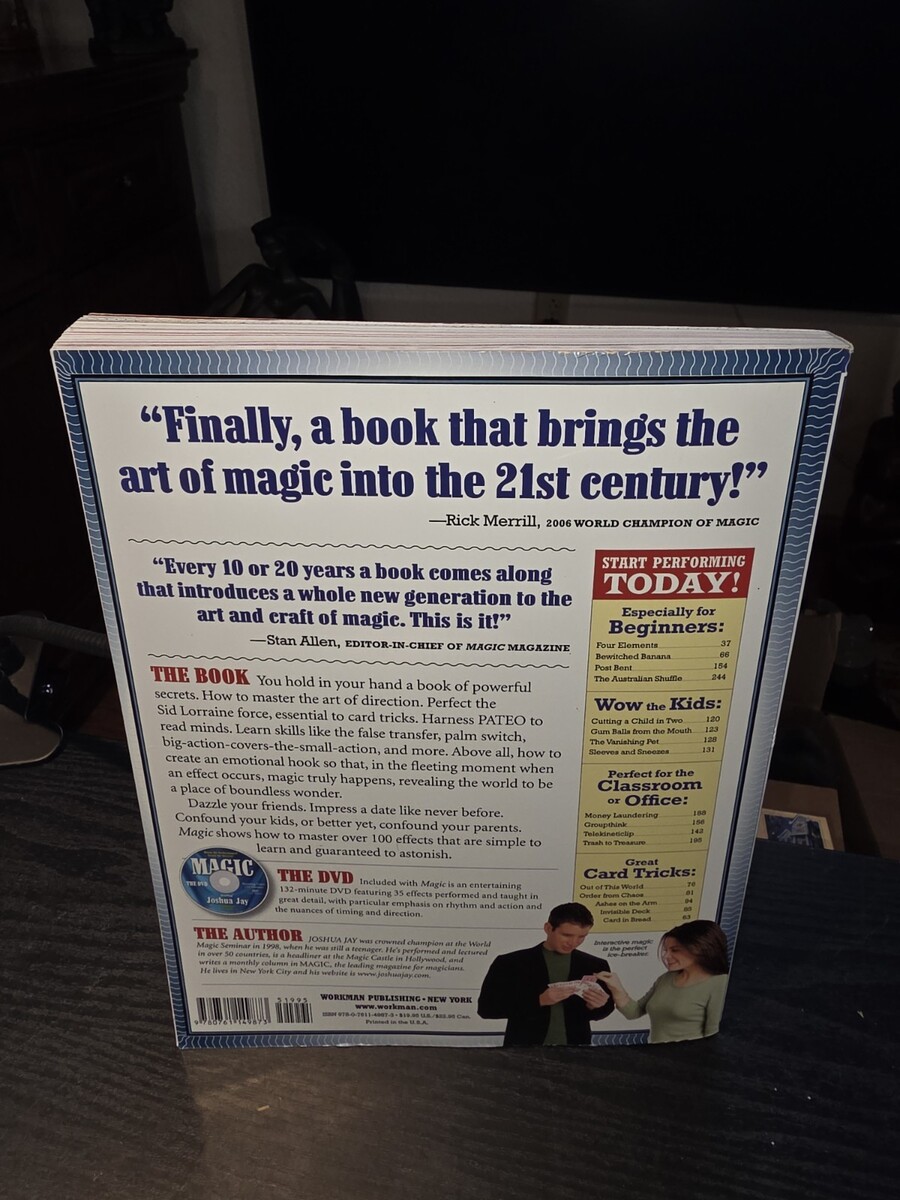 “Finally, a book that brings the
art of magic into the 21st century!”
—Rick Merrill, 2006 WORLD CHAMPION OF MAGIC
“Every 10 or 20 years a book comes along
that introduces a whole new generation to the
art and craft of magic. This is it!”
—Stan Allen, EDITOR-IN-CHIEF OF MAGIC MAGAZINE
THE BOOK You hold in your hand a book of powerful
secrets. How to master the art of direction. Perfect the
Sid Lorraine force, essential to card tricks. Harness PATEO to
read minds. Learn skills like the false transfer, palm switch,
big-action-covers-the-small-action, and more. Above all, how to
create an emotional hook so that, in the fleeting moment when
an effect occurs, magic truly happens, revealing the world to be
a place of boundless wonder.
Dazzle your friends. Impress a date like never before.
Confound your kids, or better yet, confound your parents.
Magic shows how to master over 100 effects that are simple to
learn and guaranteed to astonish.
MAGIC
THE DVD
Joshua Jay
THE DVD Included with Magic is an entertaining
132-minute DVD featuring 35 effects performed and taught in
great detail, with particular emphasis on rhythm and action and
the nuances of timing and direction.
THE AUTHOR JOSHUA JAY was crowned champion at the World
Magic Seminar in 1998, when he was still a teenager. He's performed and lectured
in over 50 countries, is a headliner at the Magic Castle in Hollywood, and
writes a monthly column in MAGIC, the leading magazine for magicians.
He lives in New York City and his website is www.joshuajay.com.
51995
9 780761 149873
WORKMAN PUBLISHING • NEW YORK
www.workman.com
ISBN 978-0-7611-4987-3 • $19.95 U.S./
Printed in the U.S.A.
START PERFORMING
TODAY!
Especially for
Beginners:
Four Elements 37
Bewitched Banana 66
Post Bent 154
The Australian Shuffle 244
Wow the Kids:
Cutting a Child in Two 120
Gum Balls from the Mouth 123
The Vanishing Pet 128
Sleeves and Sneezes 131
Perfect for the
Classroom
or Office:
Money Laundering 188
Groupthink
Telekineticlip 142
Trash to Treasure
Great
Card Tricks:
Out of This World
Order from Chaos
Ashes on the Arm
Invisible Deck
Card in Bread
Interactive magic
is the perfect
ice-breaker.